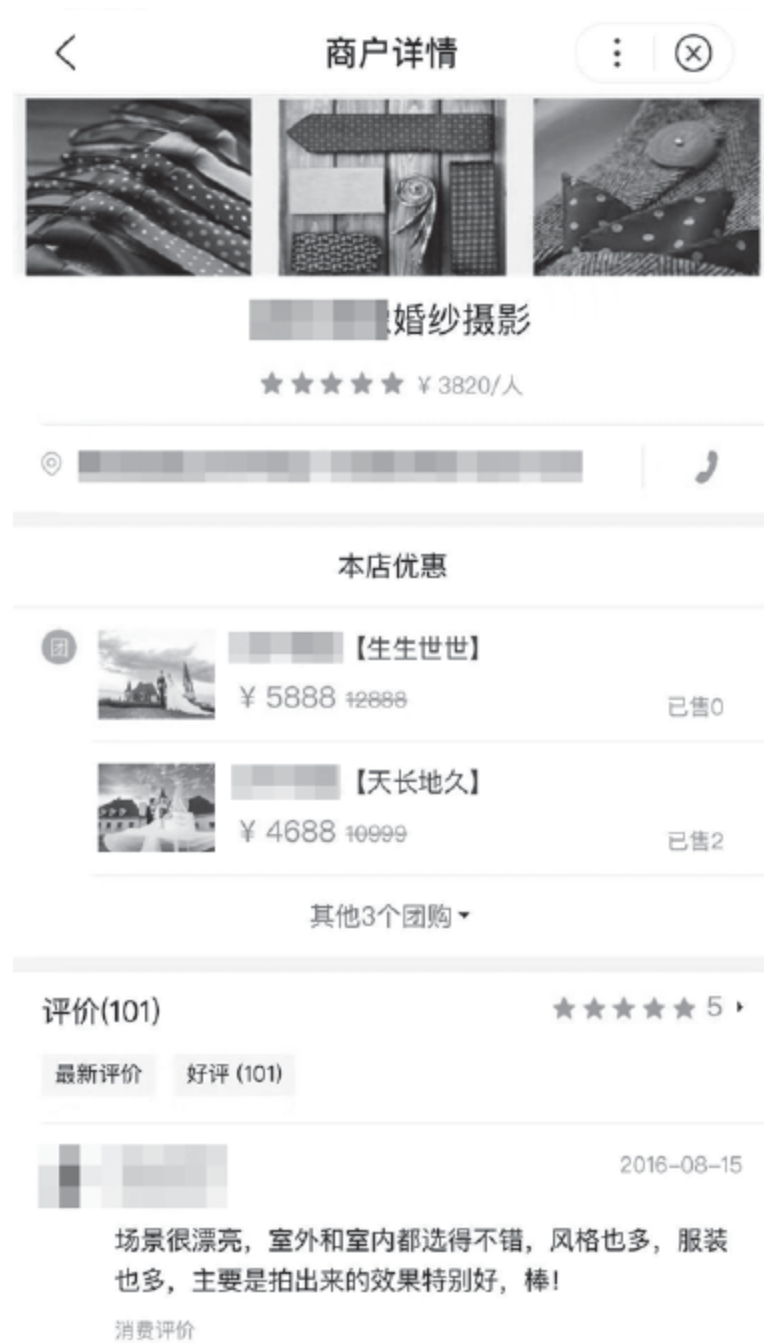 商户详情
婚纱摄影
¥ 3820/人
本店优惠
团
【生生世世】
¥ 5888 12888
已售0
【天长地久】
¥ 4688 10999
已售2
其他3个团购
评价(101)
5
最新评价
好评 (101)
2016-08-15
场景很漂亮，室外和室内都选得不错，风格也多，服装
也多，主要是拍出来的效果特别好，棒！
消费评价